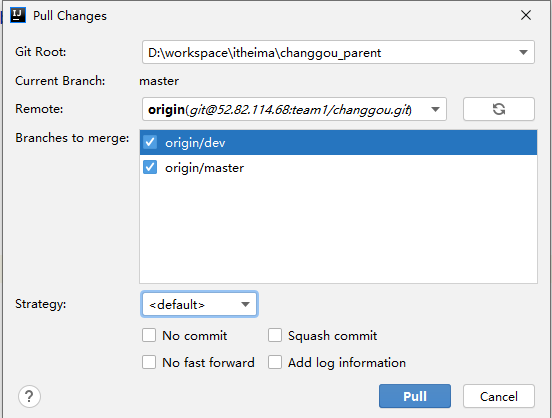 Pull Changes
Git Root: D:\workspace\itheima\changgou_parent
Current Branch: master
Remote: origin(git@52.82.114.68:team1/changgou.git)
Branches to merge: origin/dev
origin/master
Strategy: <default>
No commit Squash commit
No fast forward Add log information
? Pull Cancel